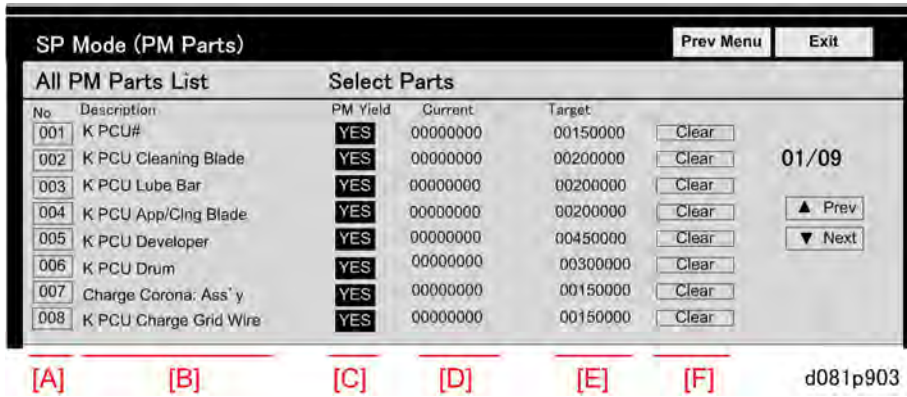 SP Mode (PM Parts) Prev Menu Exit
All PM Parts List Select Parts
No. Description PM Yield Current Target
001 K PCU# YES 00000000 00150000 Clear
002 K PCU Cleaning Blade YES 00000000 00200000 Clear 01/09
003 K PCU Lube Bar YES 00000000 00200000 Clear
004 K PCU App/Clng Blade YES 00000000 00200000 Clear ▲ Prev
005 K PCU Developer YES 00000000 00450000 Clear ▼ Next
006 K PCU Drum YES 00000000 00300000 Clear
007 Charge Corona: Ass`y YES 00000000 00150000 Clear
008 K PCU Charge Grid Wire YES 00000000 00150000 Clear
[A] [B] [C] [D] [E] [F] d081p903